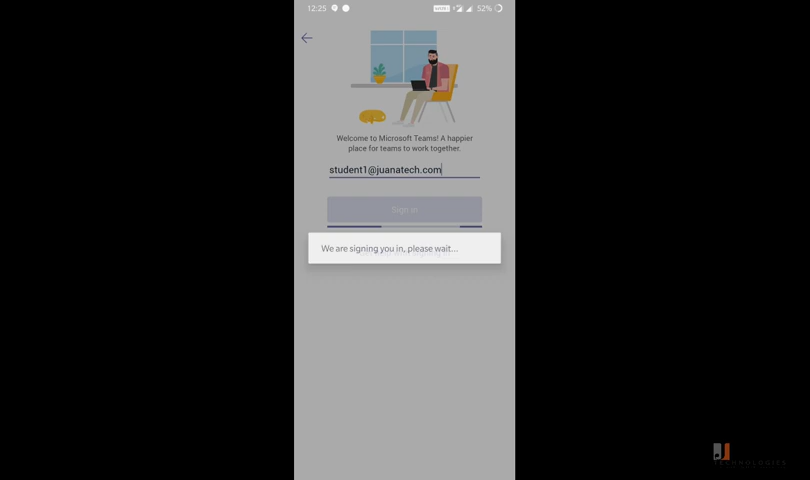 12:25 52%
Welcome to Microsoft Teams! A happier
place for teams to work together.
student1@juanatech.com
Sign in
We are signing you in, please wait...
TECHNOLOGIES